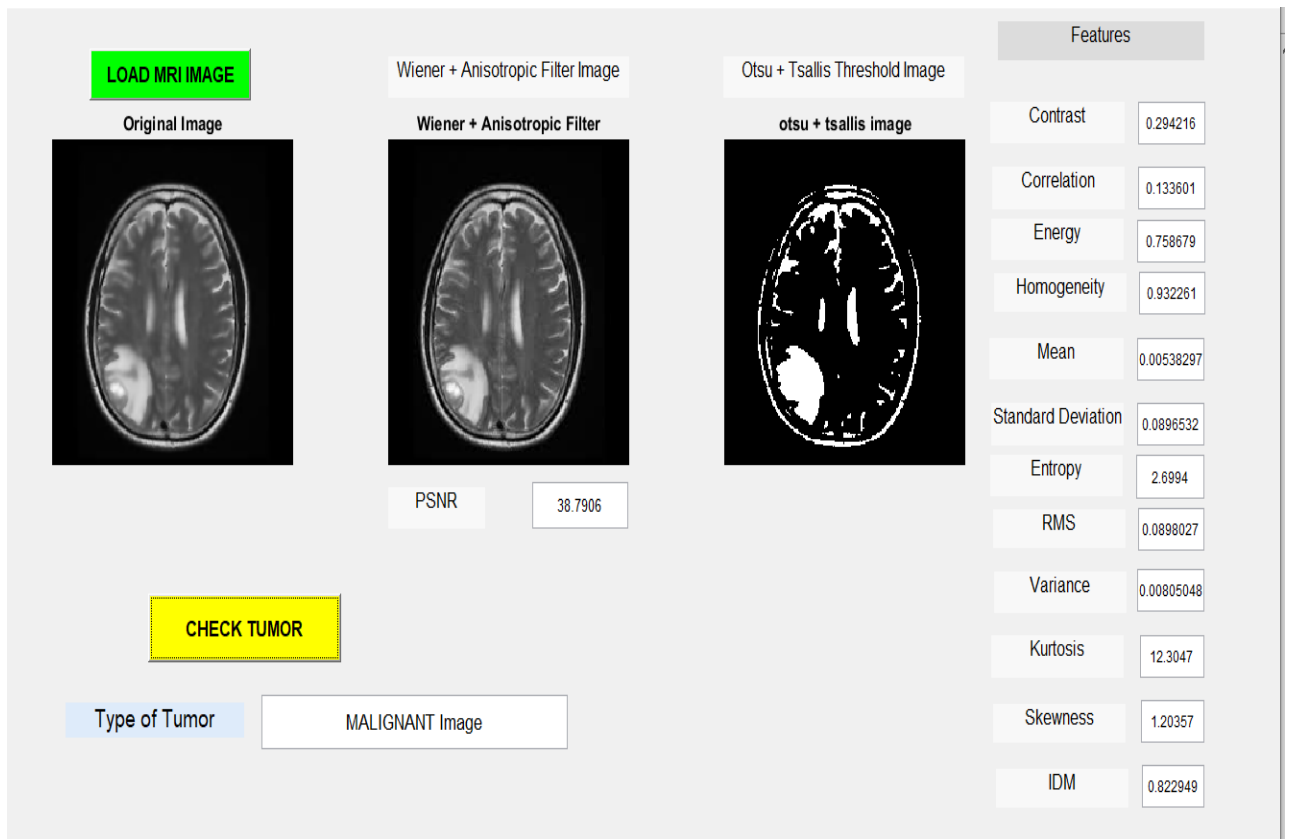 LOAD MRI IMAGE
Wiener + Anisotropic Filter Image
Otsu + Tsallis Threshold Image
Features
Original Image
Wiener + Anisotropic Filter
otsu + tsallis image
Contrast 0.294216
Correlation 0.133601
Energy 0.758679
Homogeneity 0.932261
Mean 0.00538297
Standard Deviation 0.0896532
Entropy 2.6994
RMS 0.0898027
Variance 0.00805048
Kurtosis 12.3047
Skewness 1.20357
IDM 0.822949
PSNR 38.7906
CHECK TUMOR
Type of Tumor MALIGNANT Image